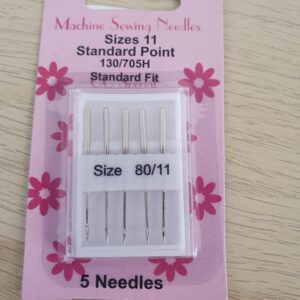 Machine Sewing Needles
Sizes 11
Standard Point
130/705H
Standard Fit
Size 80/11
5 Needles